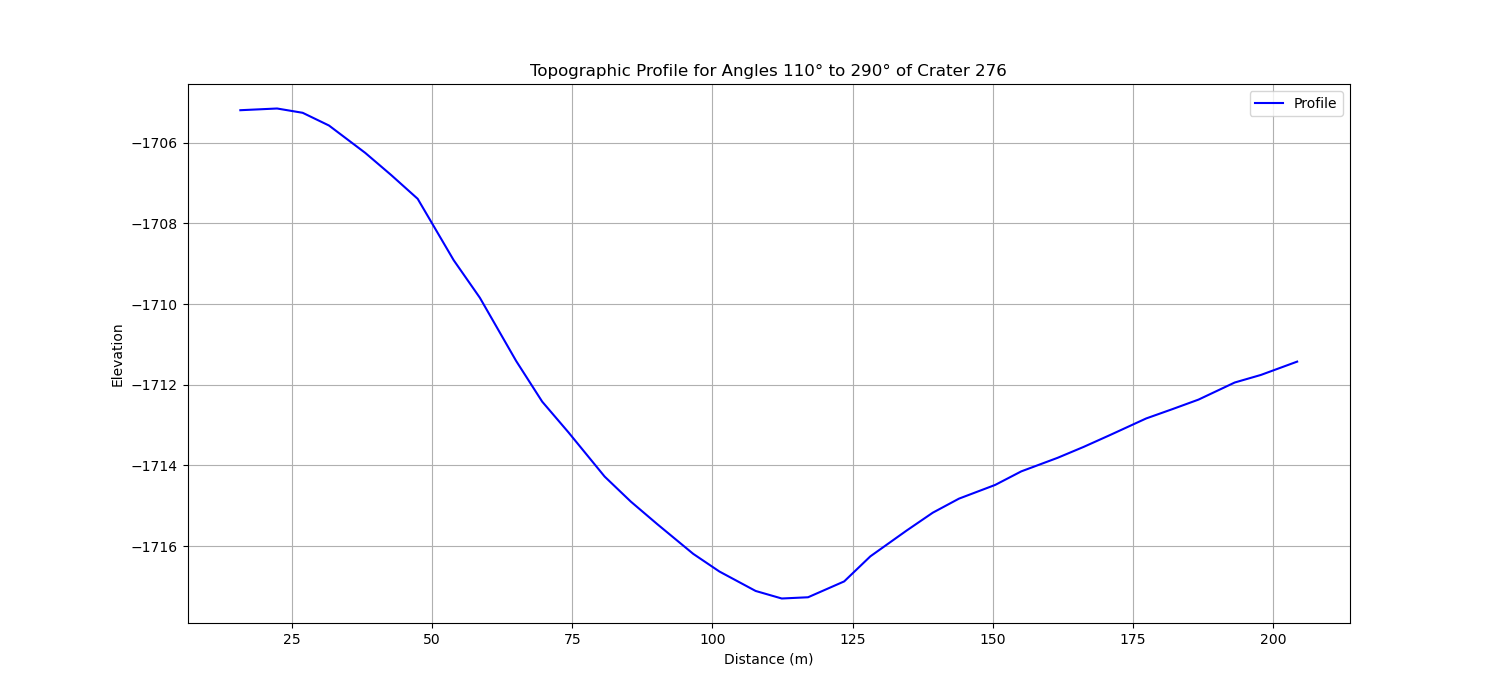 Topographic Profile for Angles 110° to 290° of Crater 276
Profile
−1706
−1708
−1710
−1712
−1714
−1716
Elevation
25 50 75 100 125 150 175 200
Distance (m)